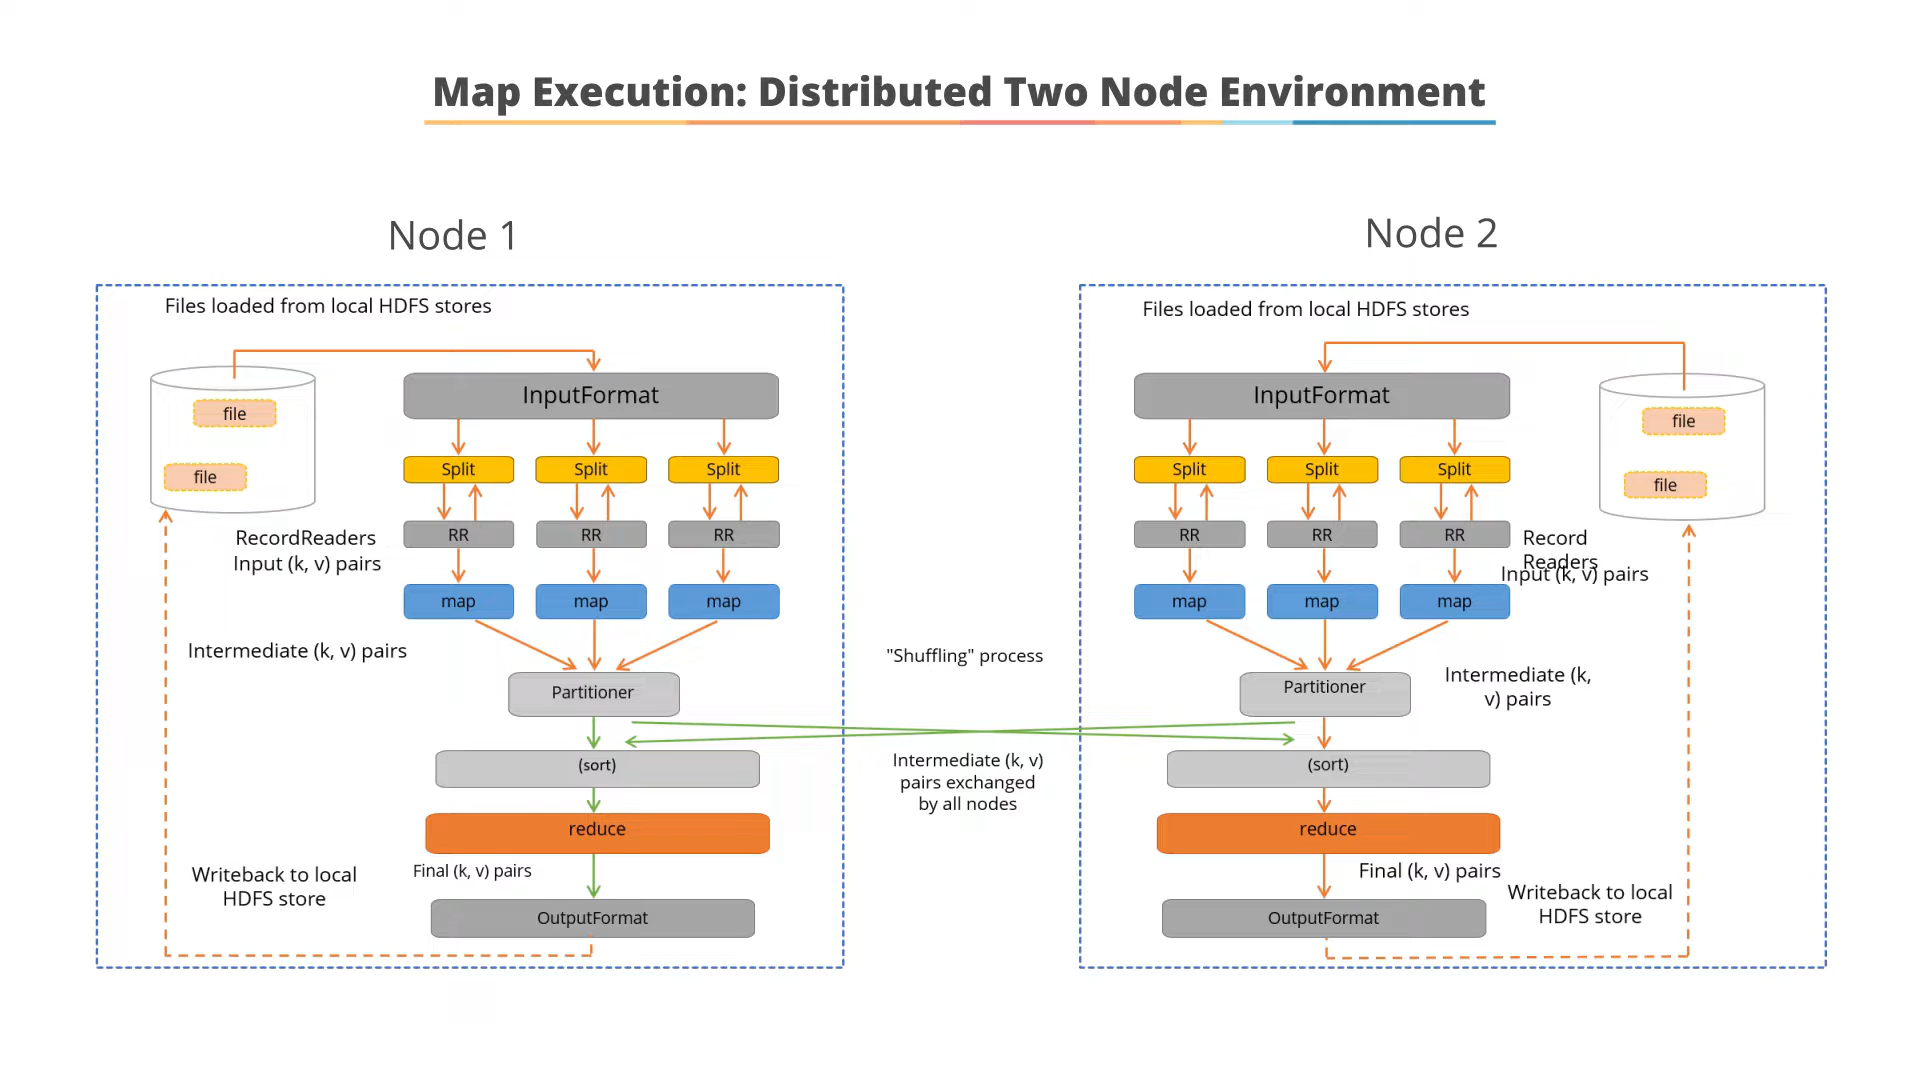 Map Execution: Distributed Two Node Environment
Node 1
Files loaded from local HDFS stores
file
file
InputFormat
Split Split Split
RR RR RR
RecordReaders
Input (k, v) pairs
map map map
Intermediate (k, v) pairs
Partitioner
(sort)
reduce
Final (k, v) pairs
Writeback to local
HDFS store
OutputFormat
"Shuffling" process
Intermediate (k, v)
pairs exchanged
by all nodes
Node 2
Files loaded from local HDFS stores
InputFormat
file
file
Split Split Split
RR RR RR
Record
Readers
Input (k, v) pairs
map map map
Partitioner
Intermediate (k,
v) pairs
(sort)
reduce
Final (k, v) pairs
Writeback to local
HDFS store
OutputFormat